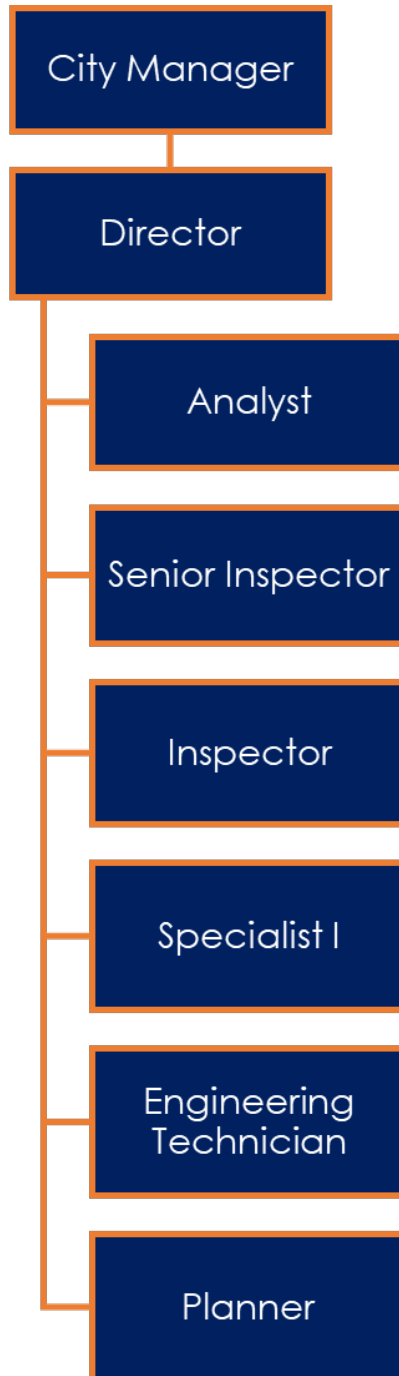 City Manager
Director
Analyst
Senior Inspector
Inspector
Specialist I
Engineering
Technician
Planner